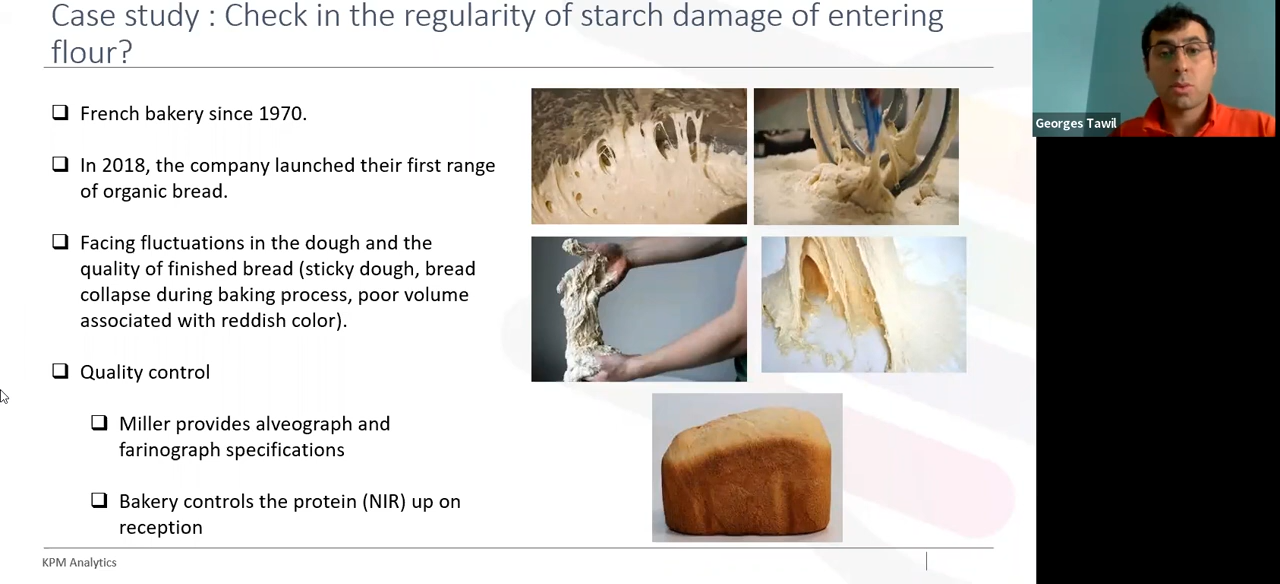 Case study : Check in the regularity of starch damage of entering
flour?
❑ French bakery since 1970.
❑ In 2018, the company launched their first range
of organic bread.
❑ Facing fluctuations in the dough and the
quality of finished bread (sticky dough, bread
collapse during baking process, poor volume
associated with reddish color).
❑ Quality control
❑ Miller provides alveograph and
farinograph specifications
❑ Bakery controls the protein (NIR) up on
reception
KPM Analytics
Georges Tawil